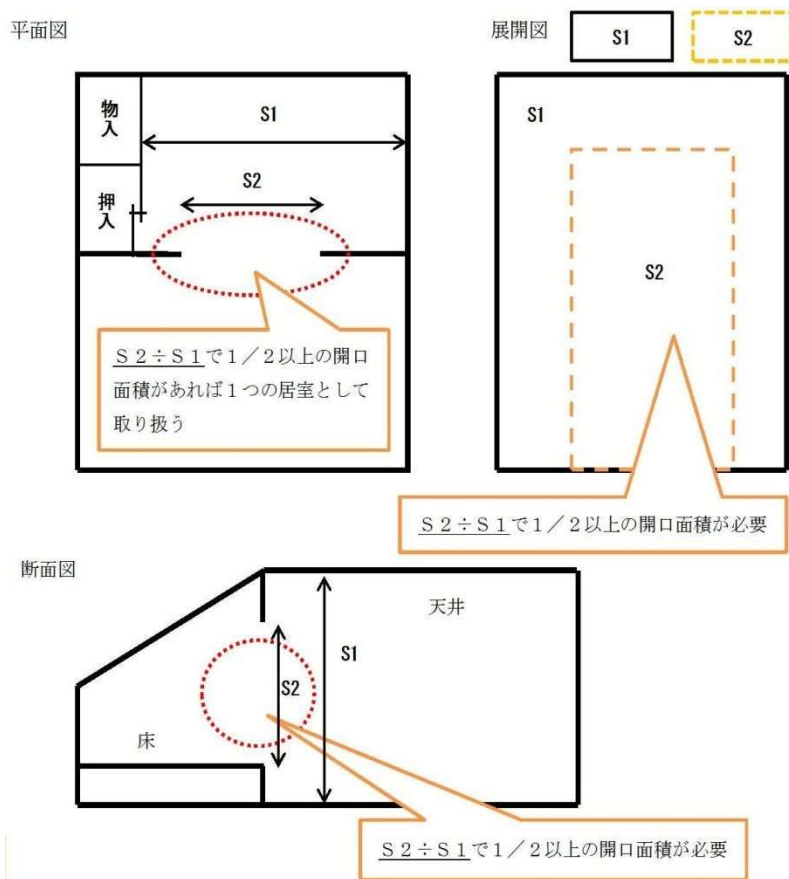 平面図
物入
押入
S1
S2
S2÷S1で1/2以上の開口
面積があれば1つの居室として
取り扱う
展開図
S1
S2
S1
S2
S2÷S1で1/2以上の開口面積が必要
断面図
天井
S1
S2
床
S2÷S1で1/2以上の開口面積が必要